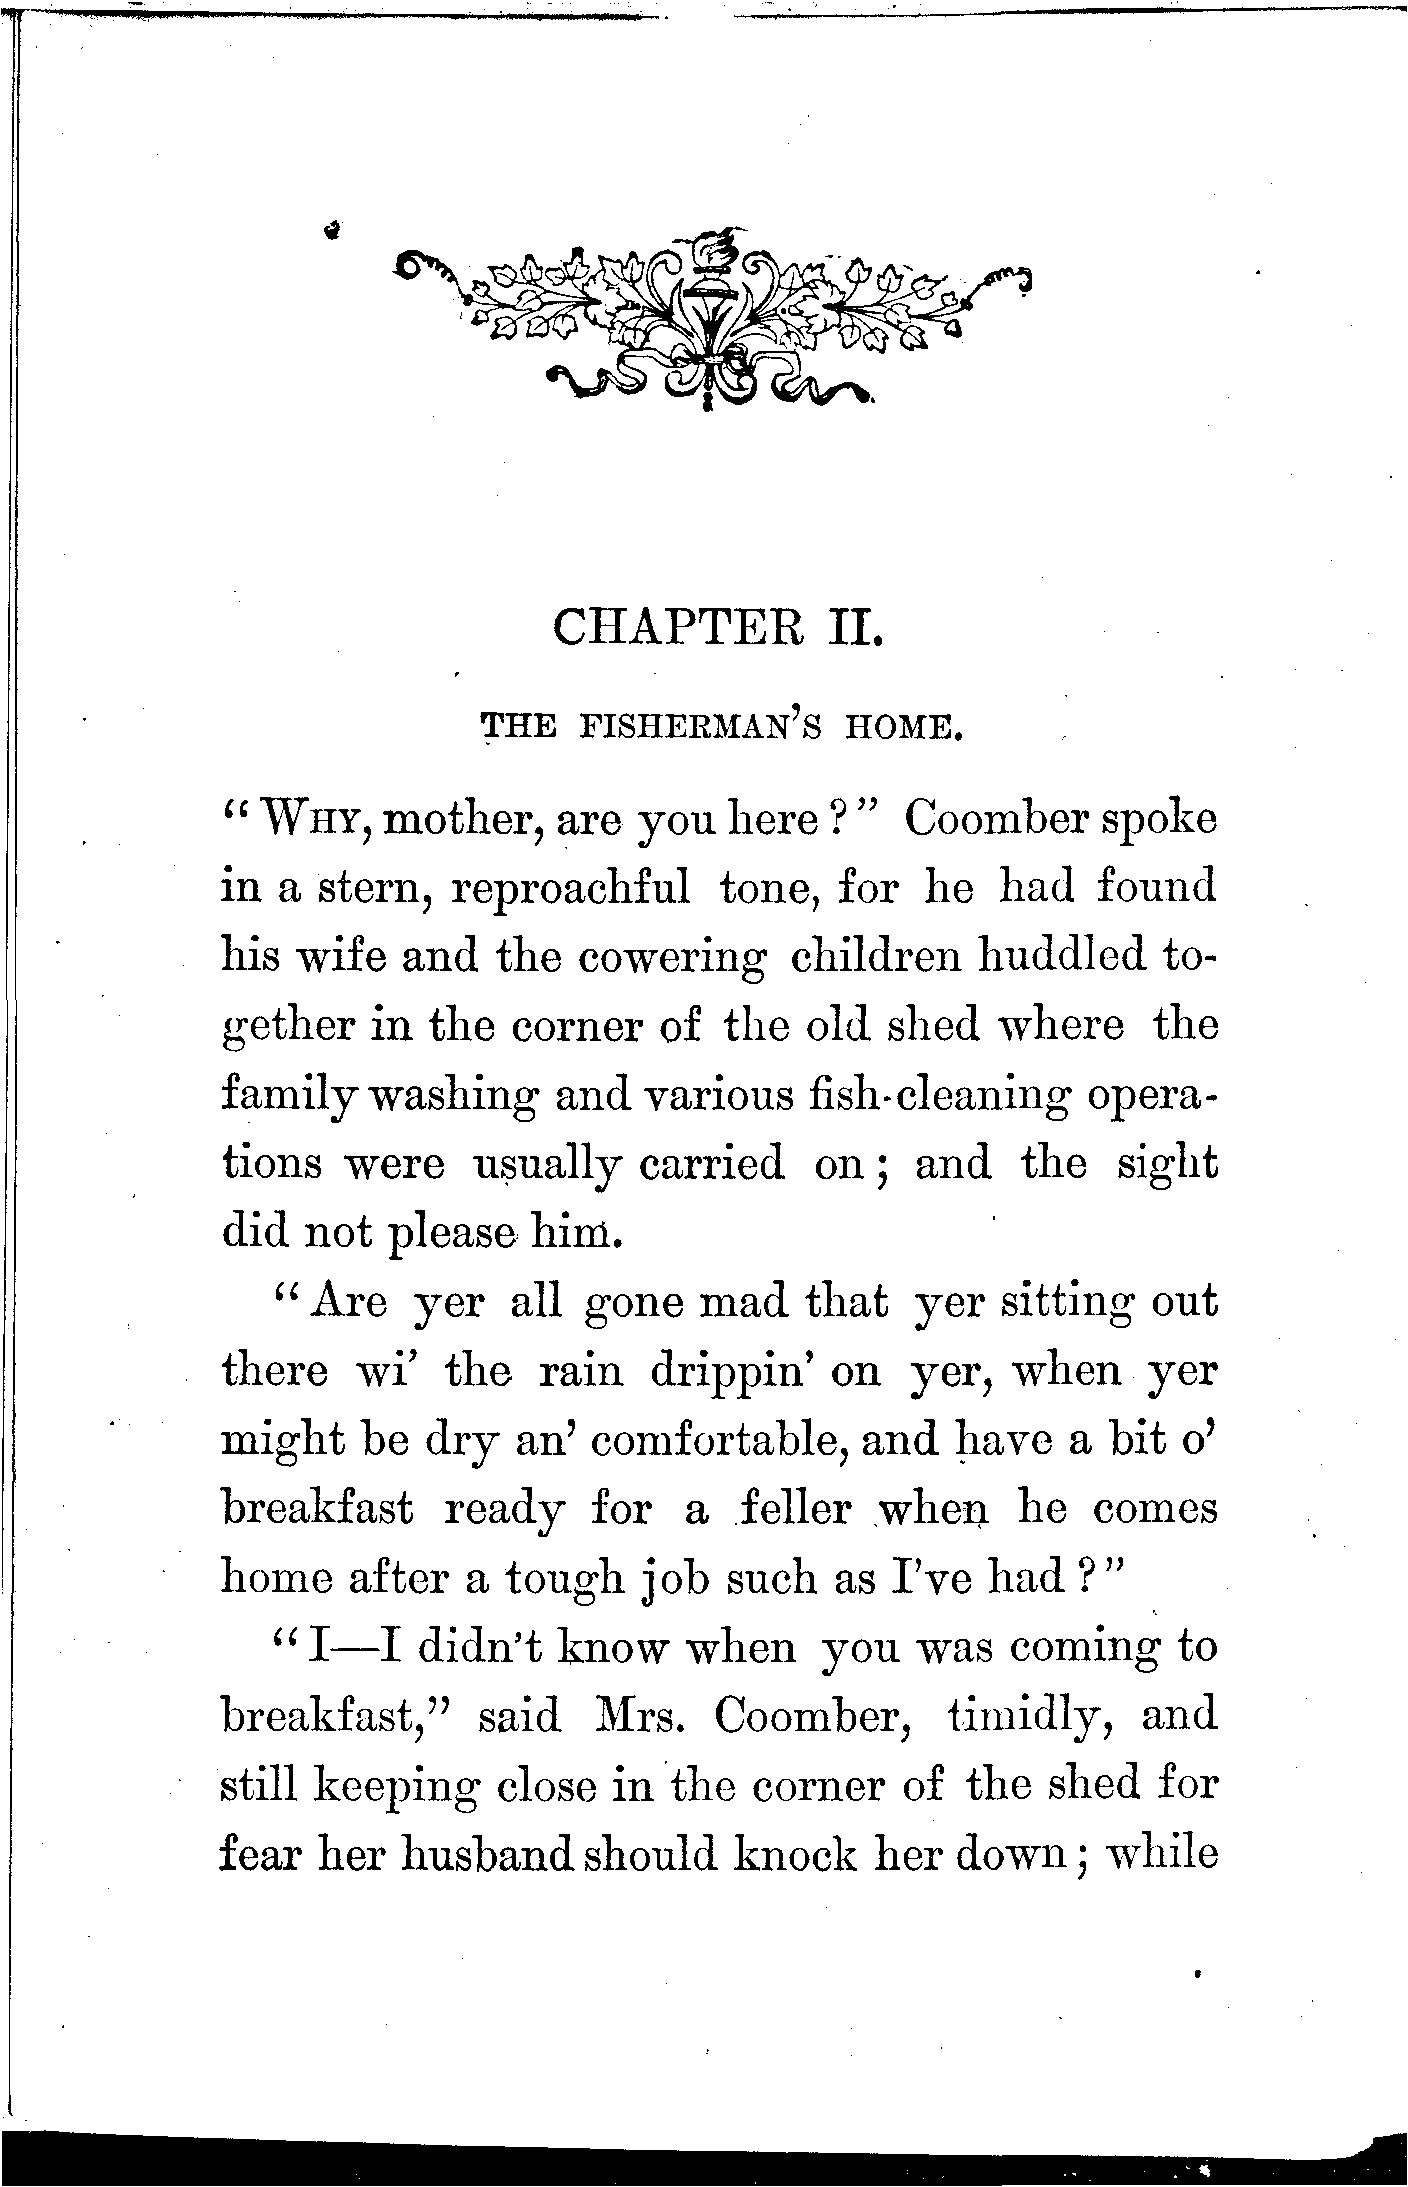 CHAPTER II.
THE FISHERMAN'S HOME.
“ WHY, mother, are you here ? ” Coomber spoke
in a stern, reproachful tone, for he had found
his wife and the cowering children huddled to-
gether in the corner of the old shed where the
family washing and various fish-cleaning opera-
tions were usually carried on ; and the sight
did not please him.
“ Are yer all gone mad that yer sitting out
there wi’ the rain drippin’ on yer, when yer
might be dry an’ comfortable, and have a bit o’
breakfast ready for a feller when he comes
home after a tough job such as I’ve had ? ”
“ I—I didn’t know when you was coming to
breakfast,” said Mrs. Coomber, timidly, and
still keeping close in the corner of the shed for
fear her husband should knock her down ; while